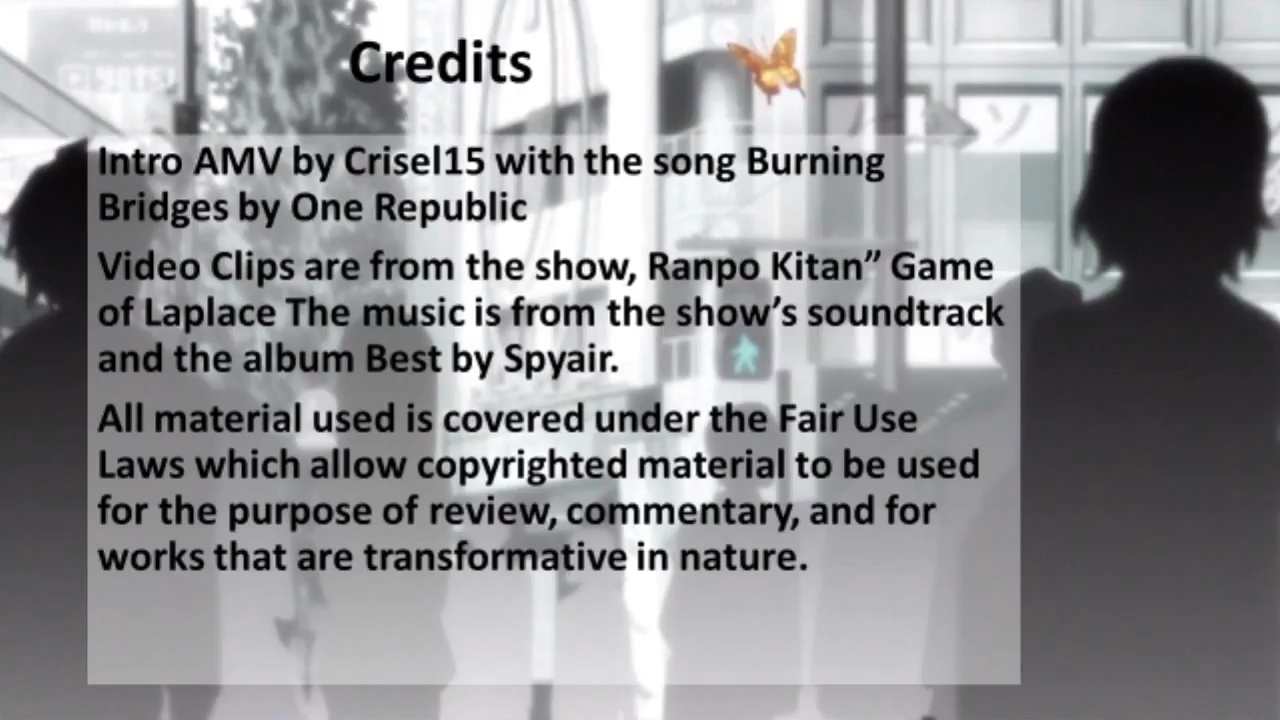 Credits
Intro AMV by Crisel15 with the song Burning
Bridges by One Republic
Video Clips are from the show, Ranpo Kitan” Game
of Laplace The music is from the show’s soundtrack
and the album Best by Spyair.
All material used is covered under the Fair Use
Laws which allow copyrighted material to be used
for the purpose of review, commentary, and for
works that are transformative in nature.